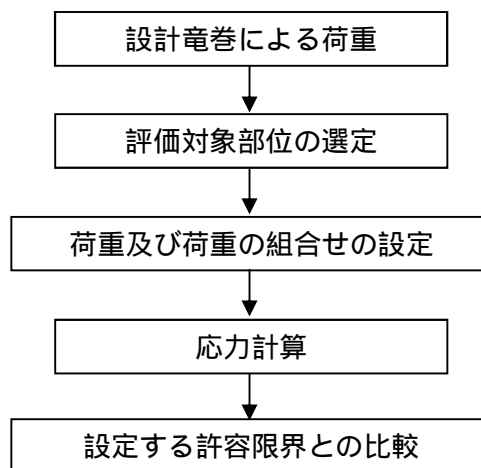 設計竜巻による荷重
評価対象部位の選定
荷重及び荷重の組合せの設定
応力計算
設定する許容限界との比較